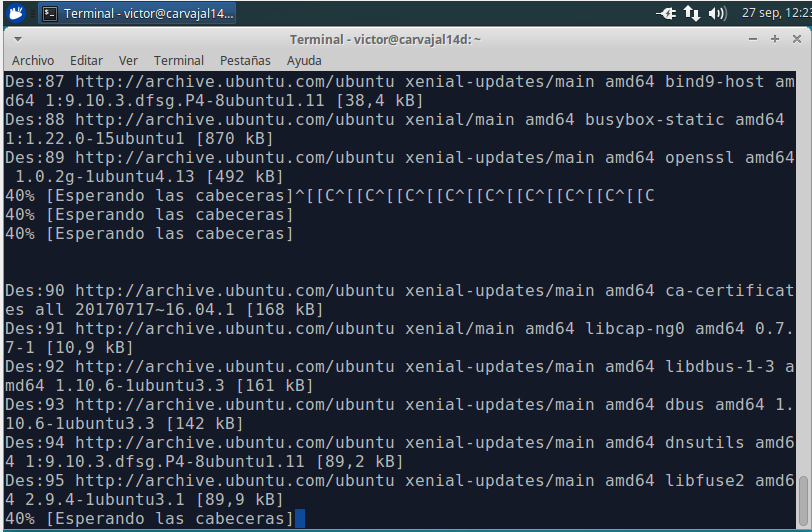 Terminal - victor@carvajal14...
27 sep, 12:23
Terminal - victor@carvajal14d: ~
Archivo Editar Ver Terminal Pestañas Ayuda
Des:87 http://archive.ubuntu.com/ubuntu xenial-updates/main amd64 bind9-host am
d64 1:9.10.3.dfsg.P4-8ubuntu1.11 [38,4 kB]
Des:88 http://archive.ubuntu.com/ubuntu xenial/main amd64 busybox-static amd64
1:1.22.0-15ubuntu1 [870 kB]
Des:89 http://archive.ubuntu.com/ubuntu xenial-updates/main amd64 openssl amd64
1.0.2g-1ubuntu4.13 [492 kB]
40% [Esperando las cabeceras]^[[C^[[C^[[C^[[C^[[C^[[C^[[C^[[C^[[C
40% [Esperando las cabeceras]
40% [Esperando las cabeceras]
Des:90 http://archive.ubuntu.com/ubuntu xenial-updates/main amd64 ca-certificat
es all 20170717~16.04.1 [168 kB]
Des:91 http://archive.ubuntu.com/ubuntu xenial/main amd64 libcap-ng0 amd64 0.7.
7-1 [10,9 kB]
Des:92 http://archive.ubuntu.com/ubuntu xenial-updates/main amd64 libdbus-1-3 a
md64 1.10.6-1ubuntu3.3 [161 kB]
Des:93 http://archive.ubuntu.com/ubuntu xenial-updates/main amd64 dbus amd64 1.
10.6-1ubuntu3.3 [142 kB]
Des:94 http://archive.ubuntu.com/ubuntu xenial-updates/main amd64 dnsutils amd6
4 1:9.10.3.dfsg.P4-8ubuntu1.11 [89,2 kB]
Des:95 http://archive.ubuntu.com/ubuntu xenial-updates/main amd64 libfuse2 amd6
4 2.9.4-1ubuntu3.1 [89,9 kB]
40% [Esperando las cabeceras]